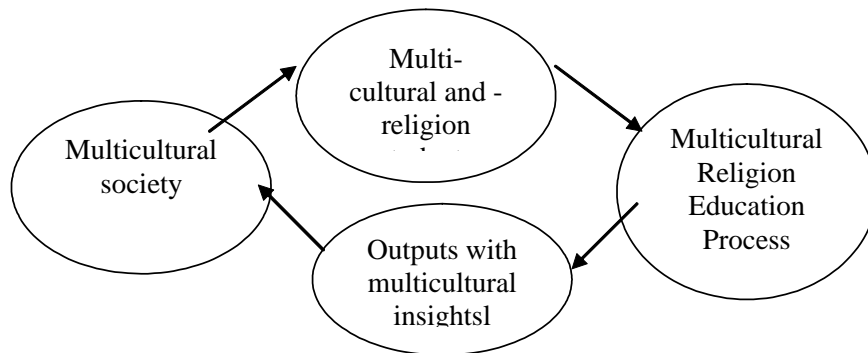 Multi-
cultural and -
religion
Multicultural
society
Multicultural
Religion
Education
Process
Outputs with
multicultural
insightsl